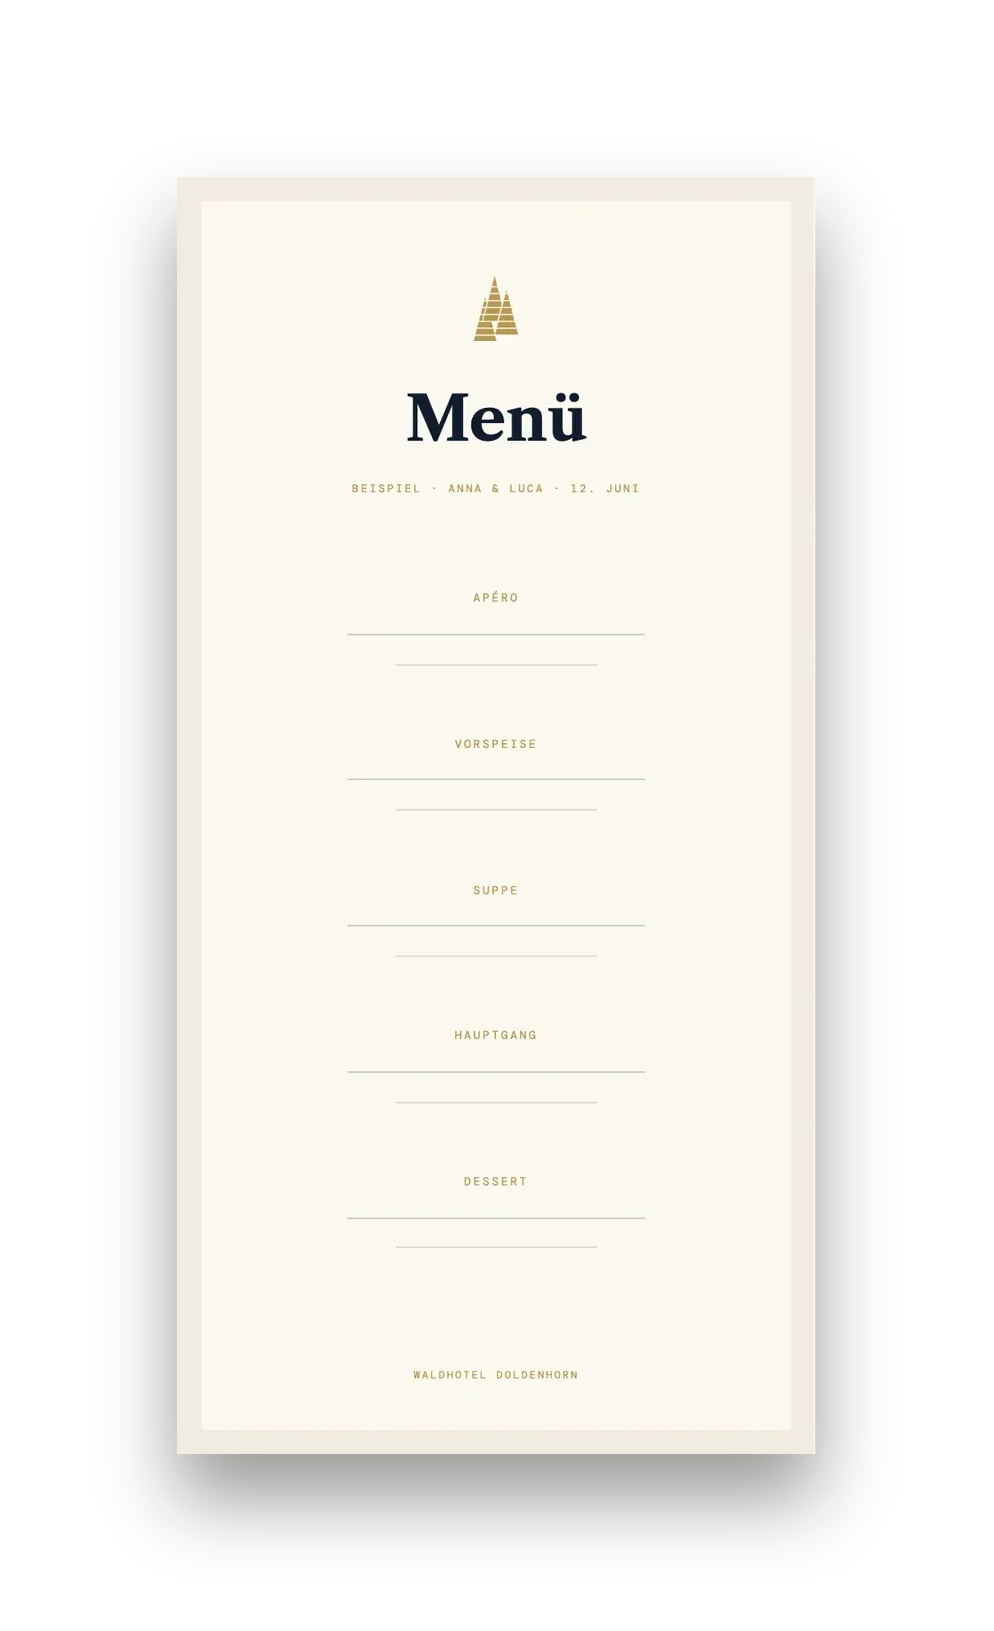 Menü
BEISPIEL · ANNA & LUCA · 12. JUNI
APÉRO
VORSPEISE
SUPPE
HAUPTGANG
DESSERT
WALDHOTEL DOLDENHORN